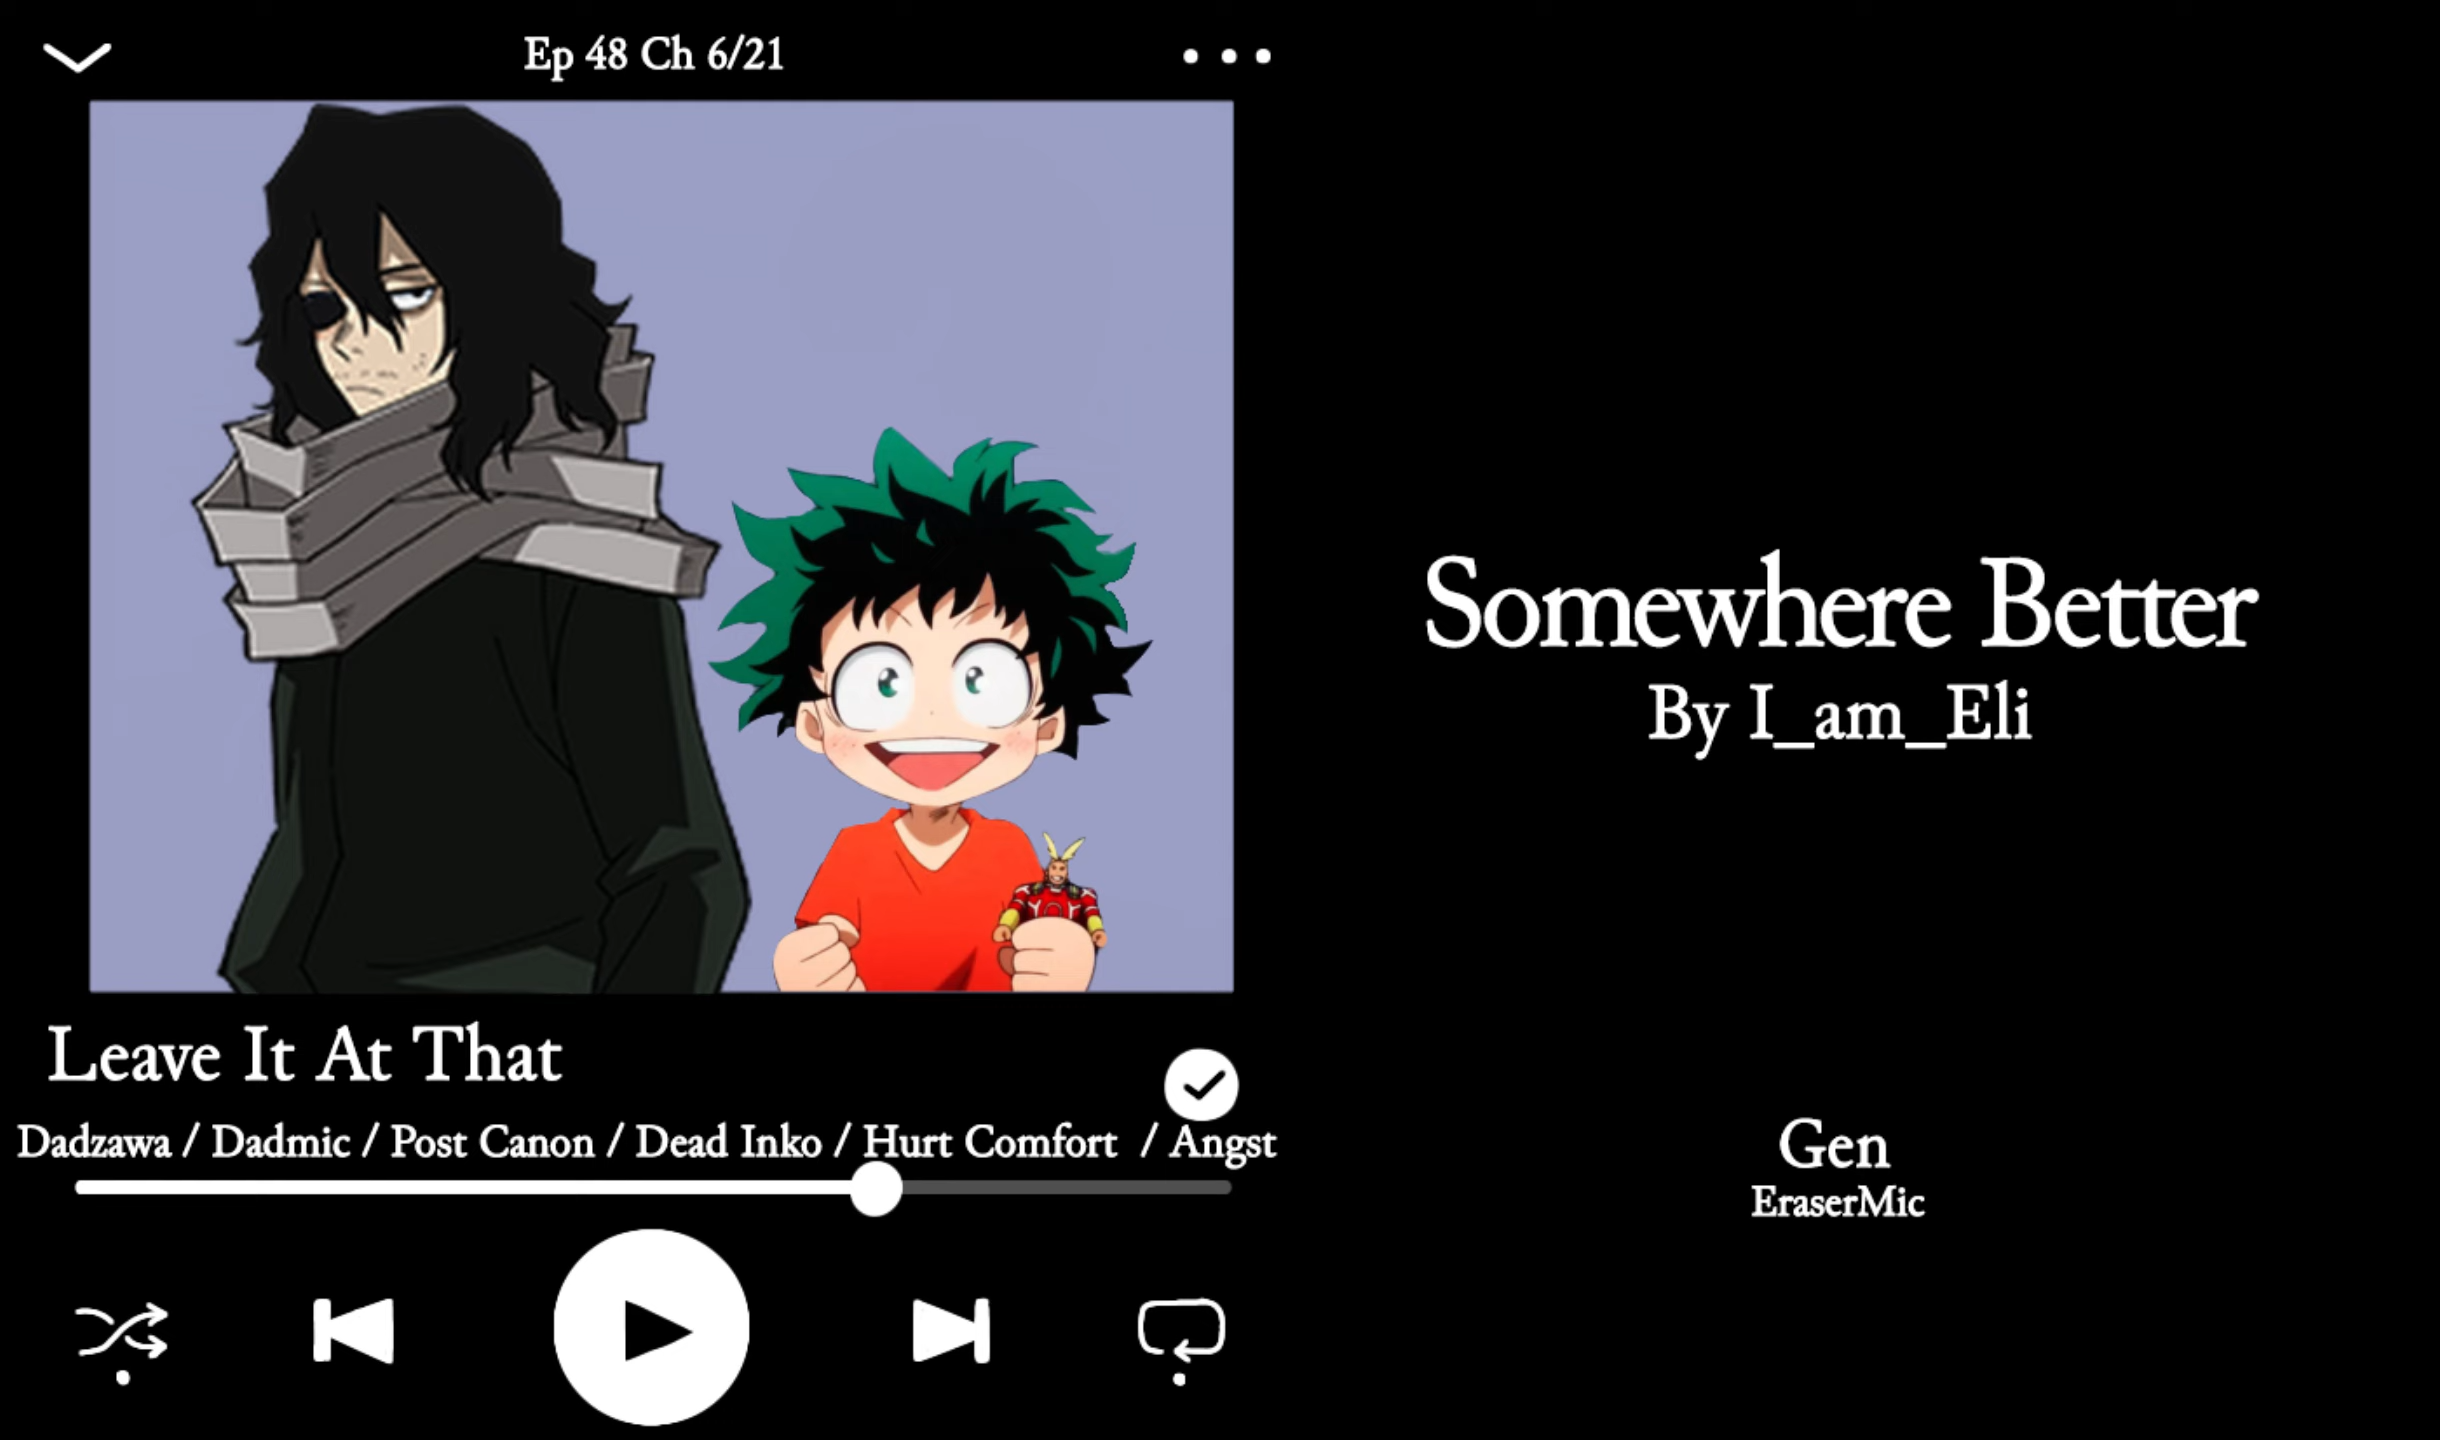 Ep 48 Ch 6/21
Leave It At That
Dadzawa / Dadmic / Post Canon / Dead Inko / Hurt Comfort / Angst
Somewhere Better
By I_am_Eli
Gen
EraserMic